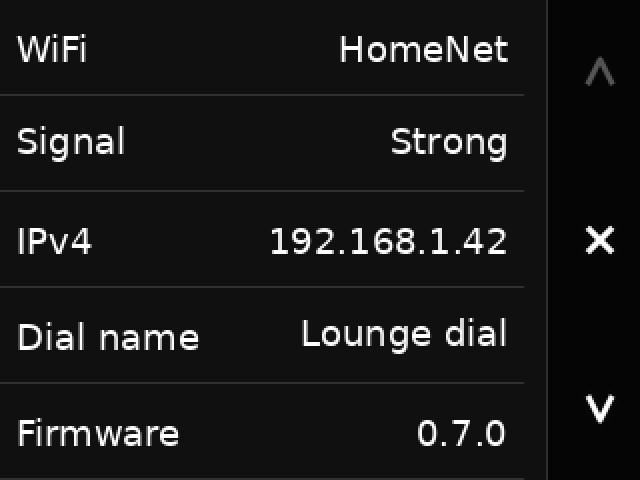 WiFi HomeNet
Signal Strong
IPv4 192.168.1.42
Dial name Lounge dial
Firmware 0.7.0